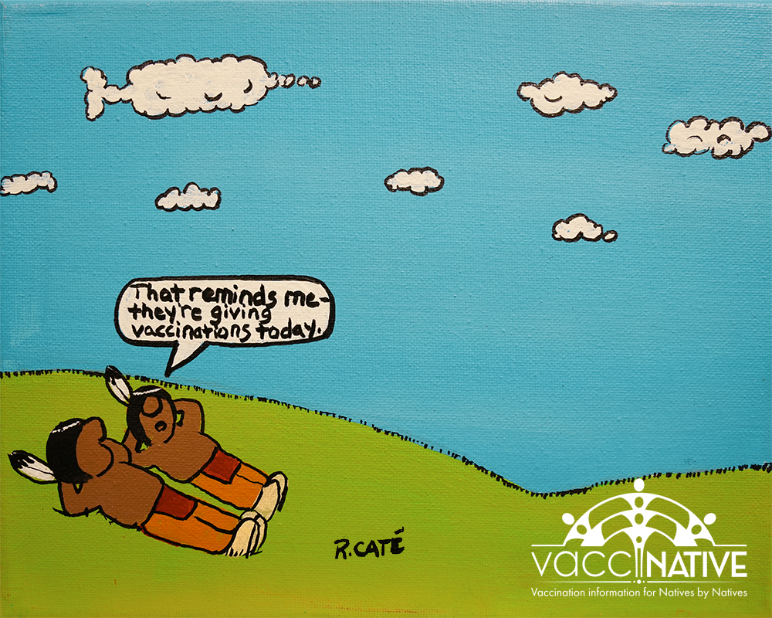 That reminds me-
they're giving
vaccinations today.
R.CATÉ
VACCINATIVE
Vaccination information for Natives by Natives